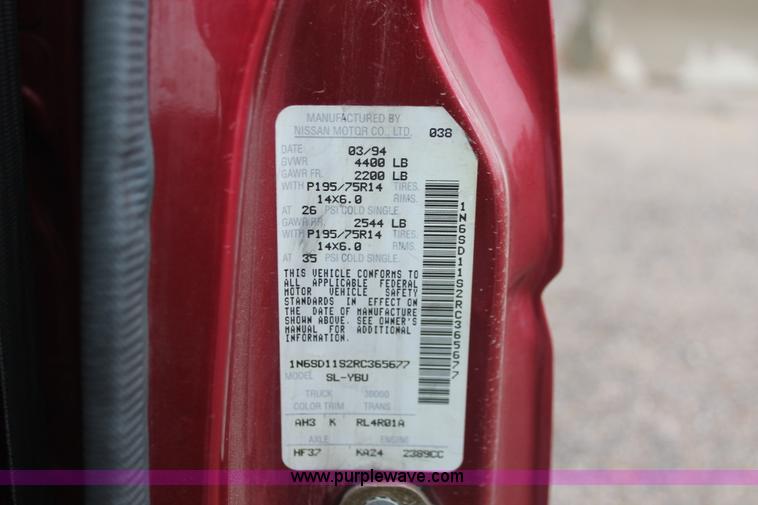 MANUFACTURED BY
NISSAN MOTOR CO., LTD. 038
DATE 03/94
GVWR 4400 LB
GAWR FR. 2200 LB
WITH P195/75R14 TIRES.
14X6.0 RIMS.
AT 26 PSI COLD SINGLE.
GAWR RR. 2544 LB
WITH P195/75R14 TIRES.
14X6.0 RIMS.
AT 35 PSI COLD SINGLE.
THIS VEHICLE CONFORMS TO
ALL APPLICABLE FEDERAL
MOTOR VEHICLE SAFETY
STANDARDS IN EFFECT ON
THE DATE OF MANUFACTURE
SHOWN ABOVE. SEE OWNER'S
MANUAL FOR ADDITIONAL
INFORMATION.
1N6SD11S2RC365677
MODEL SL-YBU
TRUCK 30000
COLOR TRIM TRANS
AH3 K RL4R01A
AXLE ENGINE
HF37 KA24 2389CC
1N6SD11S2RC365677
www.purplewave.com